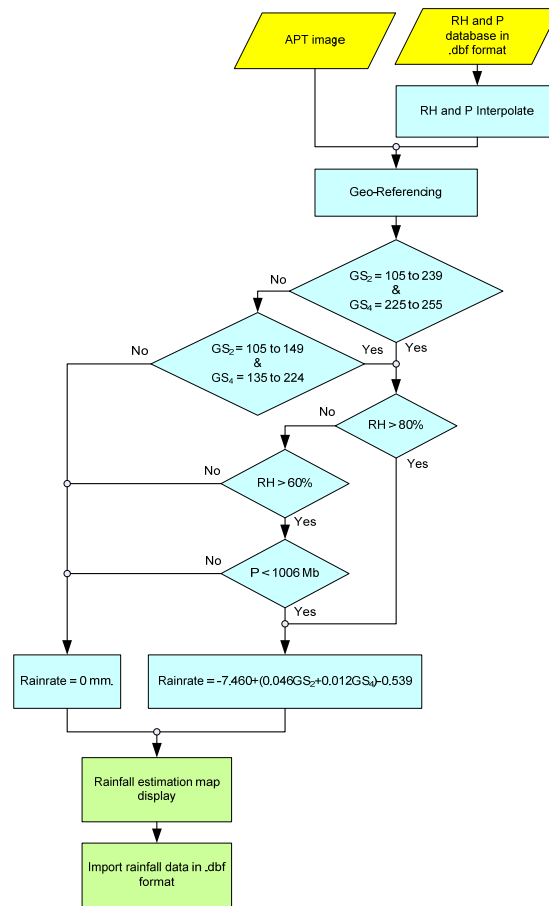 APT image
RH and P
database in
.dbf format
RH and P Interpolate
Geo-Referencing
GS₂ = 105 to 239
&
GS₄ = 225 to 255
No
Yes
GS₂ = 105 to 149
&
GS₄ = 135 to 224
No
Yes
RH > 80%
No
Yes
RH > 60%
No
Yes
P < 1006 Mb
No
Yes
Rainrate = 0 mm.
Rainrate = -7.460+(0.046GS₂+0.012GS₄)-0.539
Rainfall estimation map
display
Import rainfall data in .dbf
format